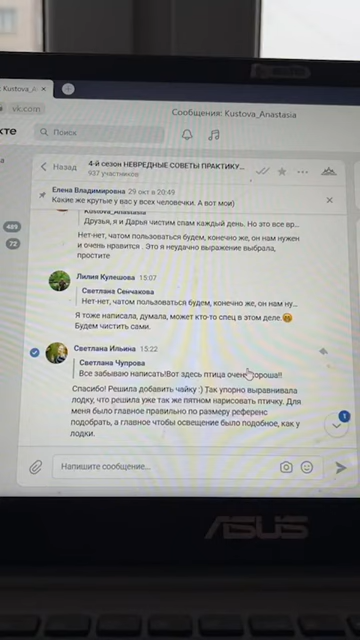 Kustova_A
vk.com
Сообщения: Kustova_Anastasia
кте
Поиск
Назад
4-й сезон НЕВРЕДНЫЕ СОВЕТЫ ПРАКТИКУ...
937 участников
Елена Владимировна 29 окт в 20:49
Какие же крутые у вас у всех человечки. А вот мои)
Kustova_Anastasia
Друзья, я и Дарья чистим спам каждый день. Но это все вр...
489
72
Нет-нет, чатом пользоваться будем, конечно же, он нам нужен
и очень нравится . Это я неудачно выражение выбрала,
простите
Лилия Кулешова 15:07
Светлана Сенчакова
Нет-нет, чатом пользоваться будем, конечно же, он нам ну...
Я тоже написала, думала, может кто-то спец в этом деле.
Будем чистить сами.
Светлана Ильина 15:22
Светлана Чупрова
Все забываю написать!Вот здесь птица очень хороша!!
Спасибо! Решила добавить чайку :) Так упорно выравнивала
лодку, что решила уже так же пятном нарисовать птичку. Для
меня было главное правильно по размеру референс
подобрать, а главное чтобы освещение было подобное, как у
лодки.
1
Напишите сообщение...
ASUS